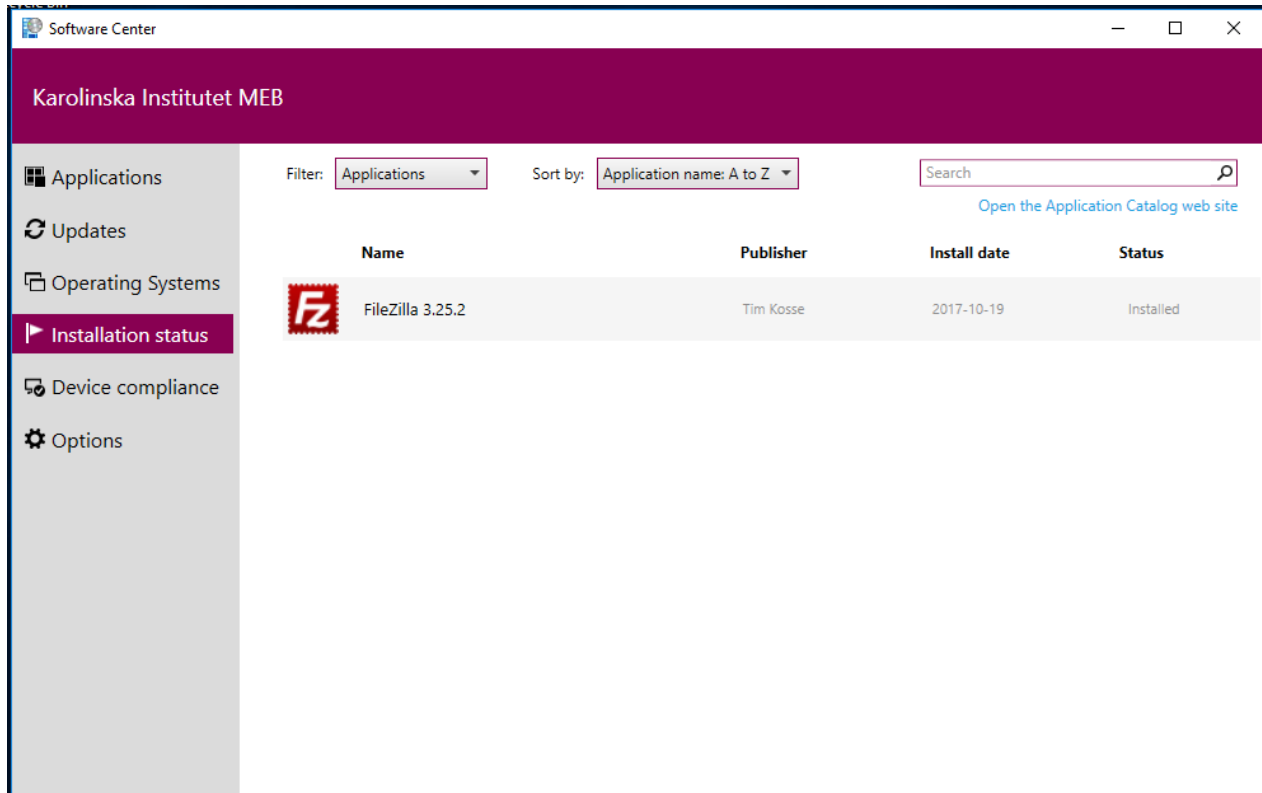 Software Center
Karolinska Institutet MEB
Applications
Updates
Operating Systems
Installation status
Device compliance
Options
Filter: Applications Sort by: Application name: A to Z Search
Open the Application Catalog web site
Name Publisher Install date Status
Fz FileZilla 3.25.2 Tim Kosse 2017-10-19 Installed